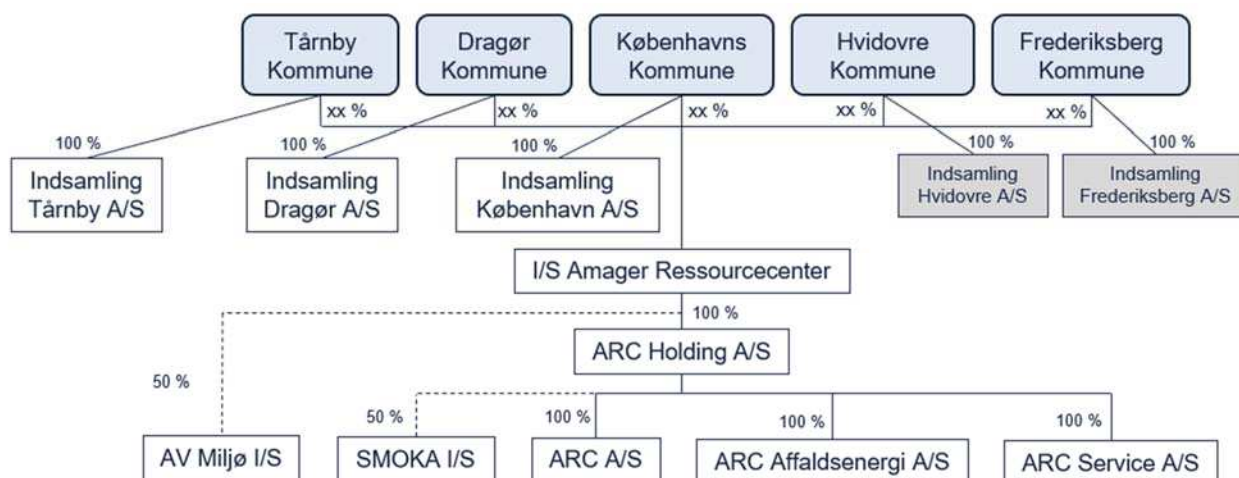 Tårnby
Kommune
Dragør
Kommune
Københavns
Kommune
Hvidovre
Kommune
Frederiksberg
Kommune
xx %
xx %
xx %
xx %
xx %
100 %
100 %
100 %
100 %
100 %
Indsamling
Tårnby A/S
Indsamling
Dragør A/S
Indsamling
København A/S
Indsamling
Hvidovre A/S
Indsamling
Frederiksberg A/S
I/S Amager Ressourcecenter
100 %
ARC Holding A/S
50 %
50 %
100 %
100 %
100 %
AV Miljø I/S
SMOKA I/S
ARC A/S
ARC Affaldsenergi A/S
ARC Service A/S